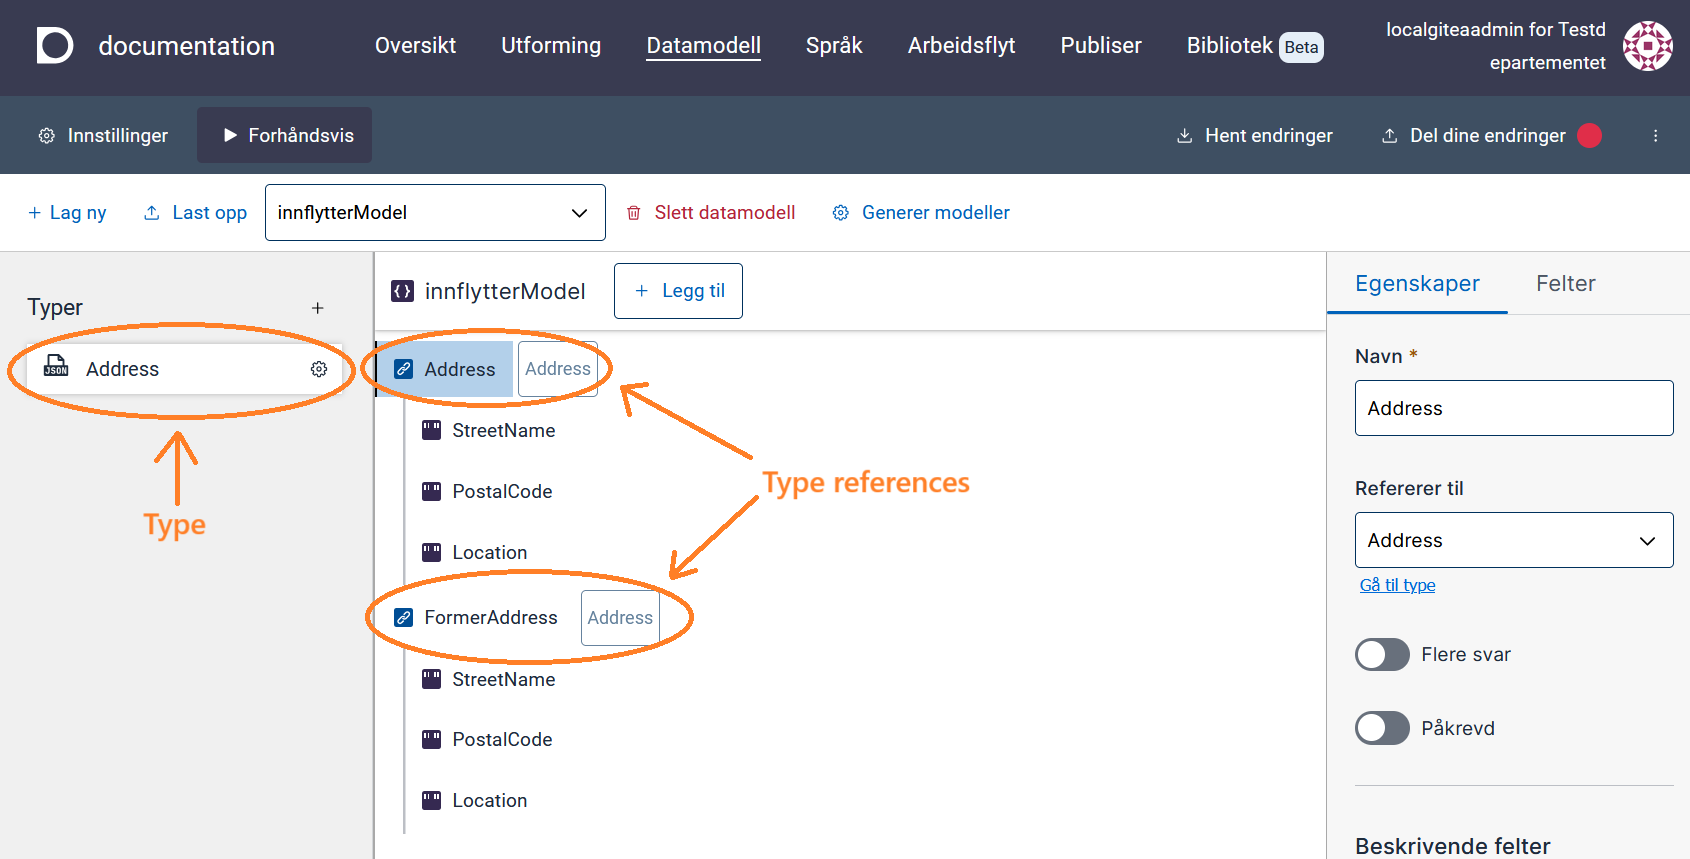 documentation
Oversikt
Utforming
Datamodell
Språk
Arbeidsflyt
Publiser
Bibliotek Beta
localgiteaadmin for Testd
epartementet
Innstillinger
Forhåndsvis
Hent endringer
Del dine endringer
+ Lag ny
Last opp
innflytterModel
Slett datamodell
Generer modeller
Typer +
JSON Address
Type
innflytterModel
+ Legg til
Address Address
StreetName
PostalCode
Location
Type references
FormerAddress Address
StreetName
PostalCode
Location
Egenskaper
Felter
Navn *
Address
Refererer til
Address
Gå til type
Flere svar
Påkrevd
Beskrivende felter